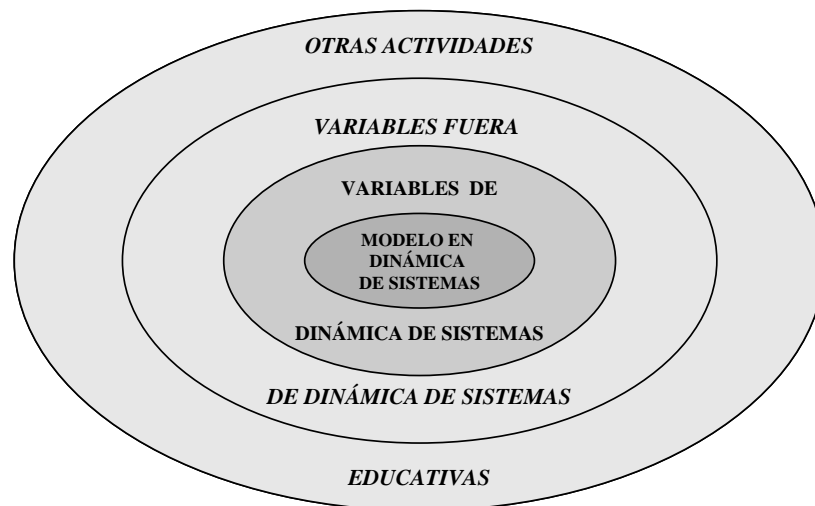 OTRAS ACTIVIDADES
VARIABLES FUERA
VARIABLES DE
MODELO EN
DINÁMICA
DE SISTEMAS
DINÁMICA DE SISTEMAS
DE DINÁMICA DE SISTEMAS
EDUCATIVAS